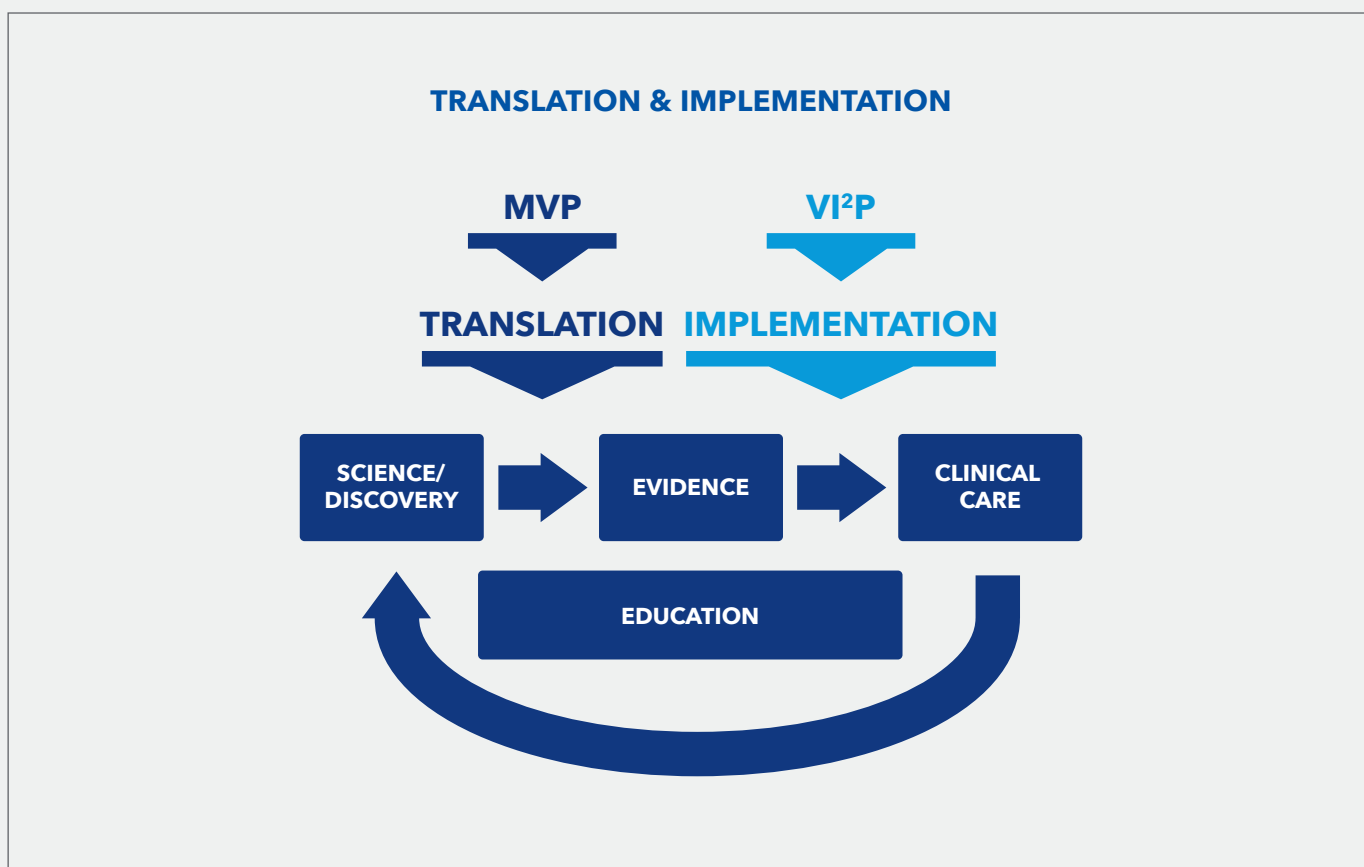 TRANSLATION & IMPLEMENTATION
MVP
VI²P
TRANSLATION
IMPLEMENTATION
SCIENCE/
DISCOVERY
EVIDENCE
CLINICAL
CARE
EDUCATION